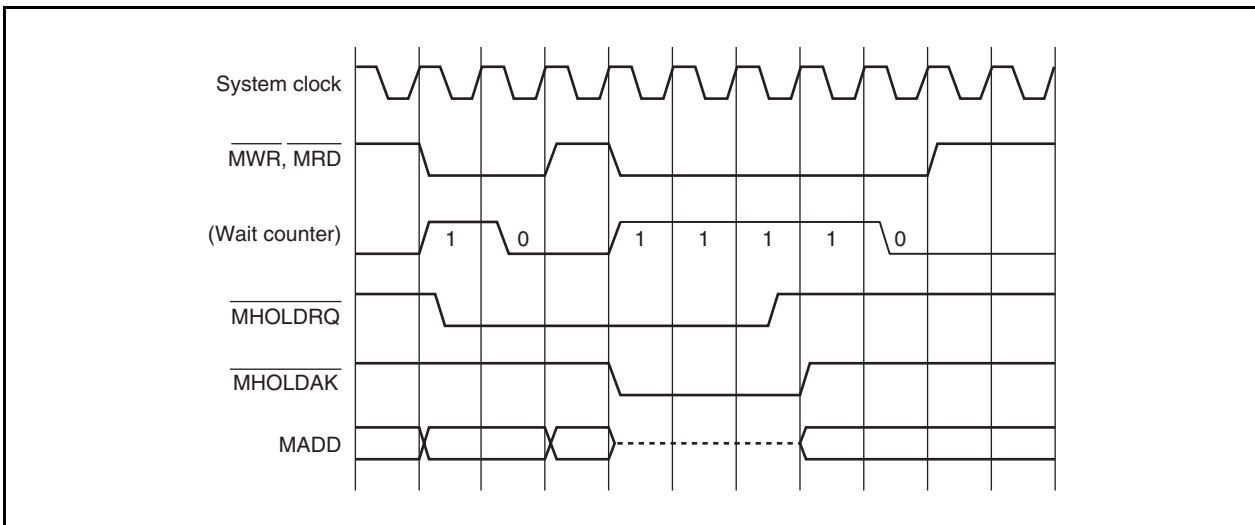 System clock
MWR, MRD
(Wait counter)
1 0 1 1 1 1 0
MHOLDRQ
MHOLDAK
MADD